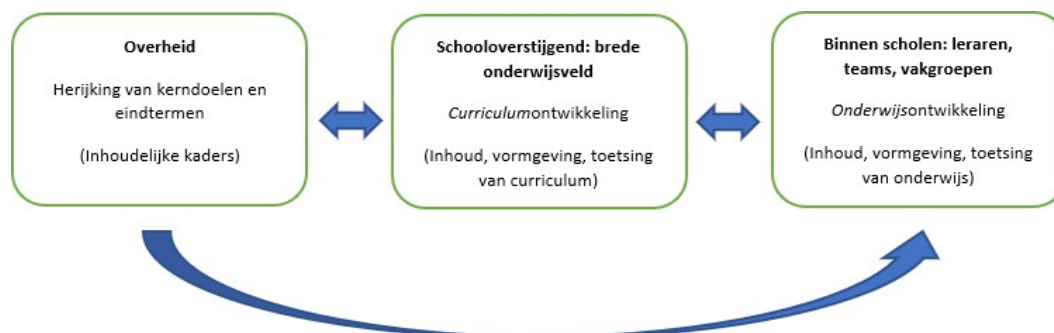 Overheid
Herijking van kerndoelen en
eindtermen
(Inhoudelijke kaders)
Schooloverstijgend: brede
onderwijsveld
Curriculumontwikkeling
(Inhoud, vormgeving, toetsing
van curriculum)
Binnen scholen: leraren,
teams, vakgroepen
Onderwijsontwikkeling
(Inhoud, vormgeving, toetsing
van onderwijs)